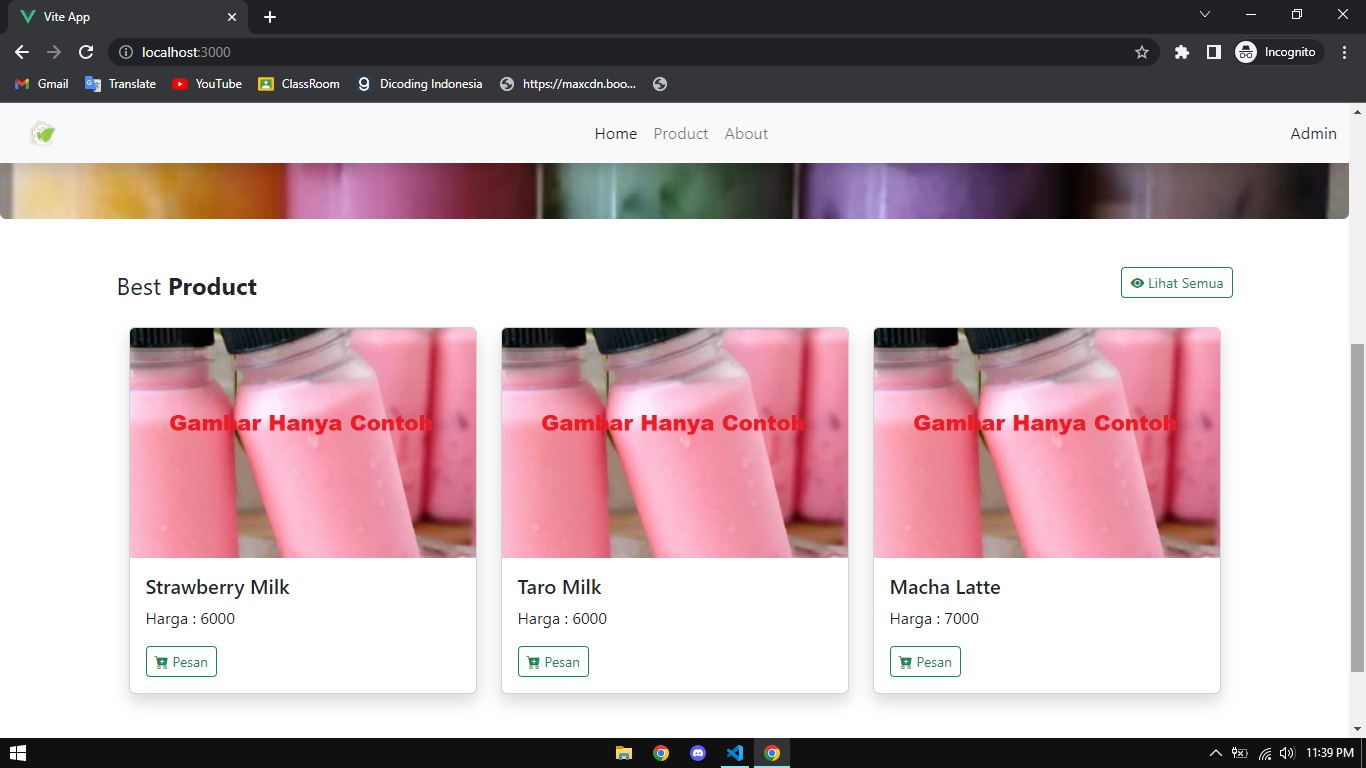 Vite App
localhost:3000
Incognito
Gmail
Translate
YouTube
ClassRoom
Dicoding Indonesia
https://maxcdn.boo...
Home
Product
About
Admin
Best Product
Lihat Semua
Gambar Hanya Contoh
Gambar Hanya Contoh
Gambar Hanya Contoh
Strawberry Milk
Harga : 6000
Pesan
Taro Milk
Harga : 6000
Pesan
Macha Latte
Harga : 7000
Pesan
11:39 PM